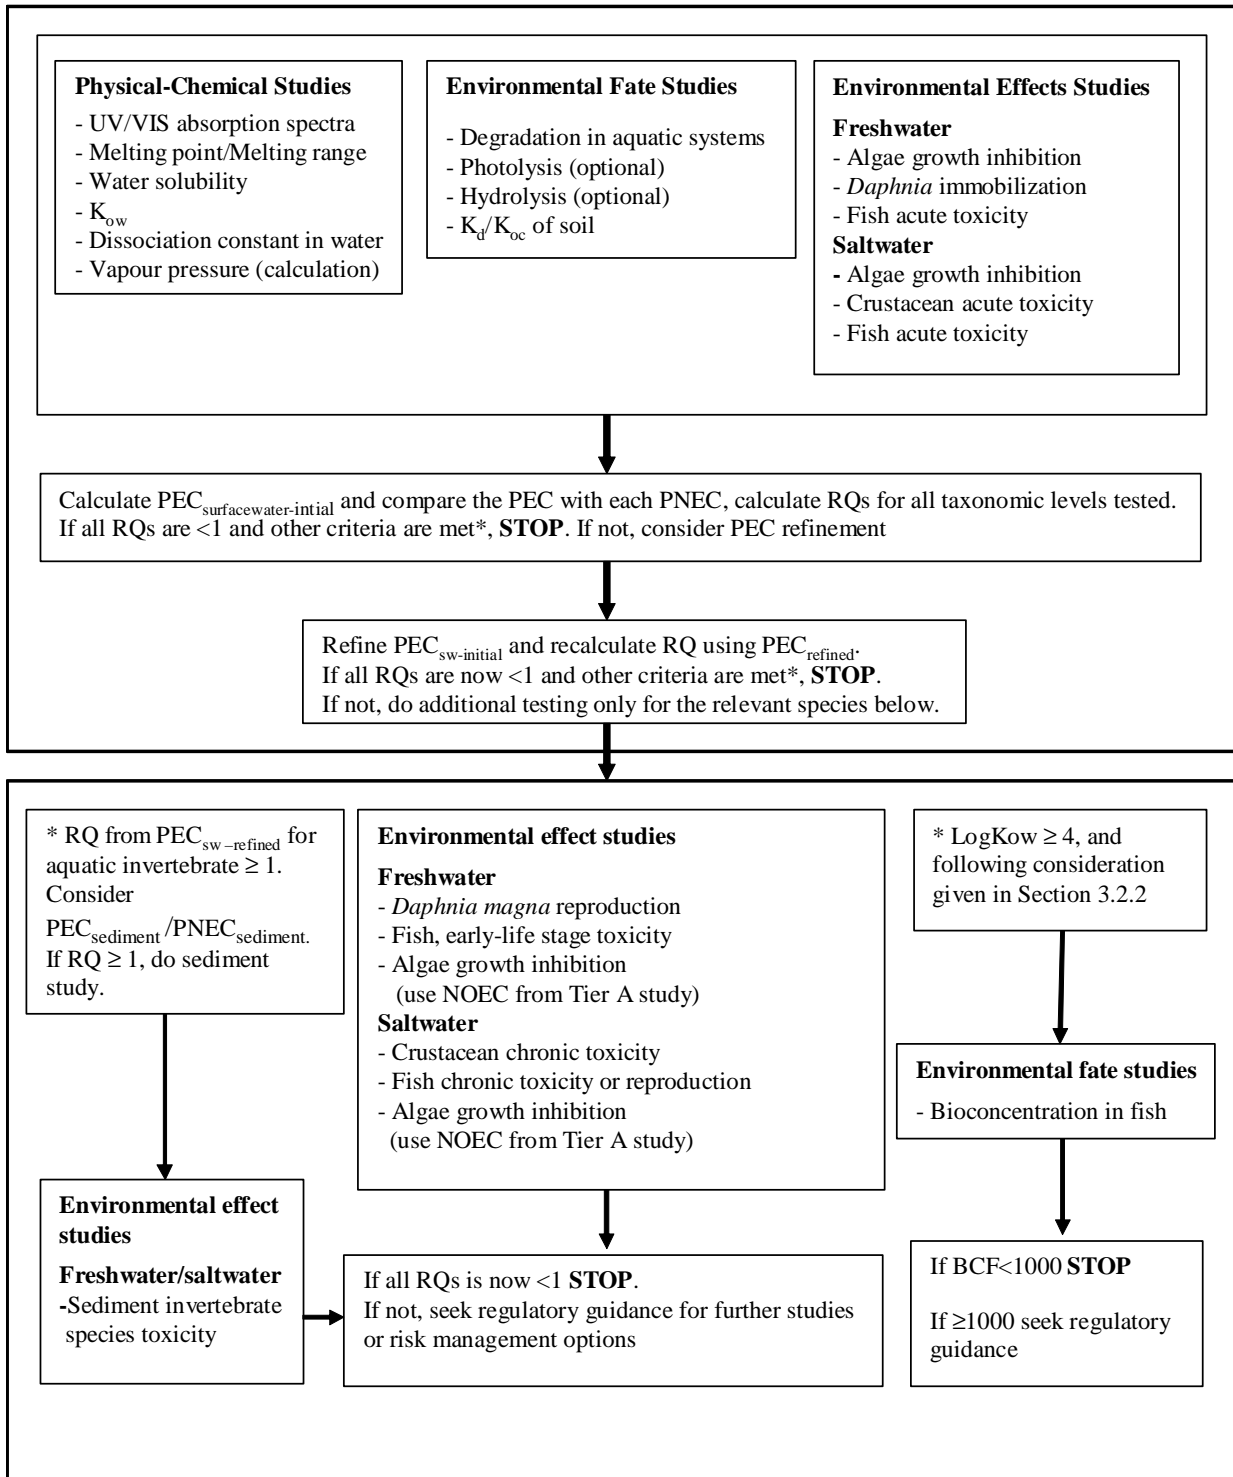 Physical-Chemical Studies
- UV/VIS absorption spectra
- Melting point/Melting range
- Water solubility
- Kow
- Dissociation constant in water
- Vapour pressure (calculation)
Environmental Fate Studies
- Degradation in aquatic systems
- Photolysis (optional)
- Hydrolysis (optional)
- Kd/Koc of soil
Environmental Effects Studies
Freshwater
- Algae growth inhibition
- Daphnia immobilization
- Fish acute toxicity
Saltwater
- Algae growth inhibition
- Crustacean acute toxicity
- Fish acute toxicity
Calculate PECsurfacewater-intial and compare the PEC with each PNEC, calculate RQs for all taxonomic levels tested.
If all RQs are <1 and other criteria are met*, STOP. If not, consider PEC refinement
Refine PECsw-initial and recalculate RQ using PECrefined.
If all RQs are now <1 and other criteria are met*, STOP.
If not, do additional testing only for the relevant species below.
* RQ from PECsw–refined for
aquatic invertebrate ≥ 1.
Consider
PECsediment /PNECsediment.
If RQ ≥ 1, do sediment
study.
Environmental effect studies
Freshwater
- Daphnia magna reproduction
- Fish, early-life stage toxicity
- Algae growth inhibition
(use NOEC from Tier A study)
Saltwater
- Crustacean chronic toxicity
- Fish chronic toxicity or reproduction
- Algae growth inhibition
(use NOEC from Tier A study)
* LogKow ≥ 4, and
following consideration
given in Section 3.2.2
Environmental fate studies
- Bioconcentration in fish
Environmental effect
studies
Freshwater/saltwater
-Sediment invertebrate
species toxicity
If all RQs is now <1 STOP.
If not, seek regulatory guidance for further studies
or risk management options
If BCF<1000 STOP
If ≥1000 seek regulatory
guidance